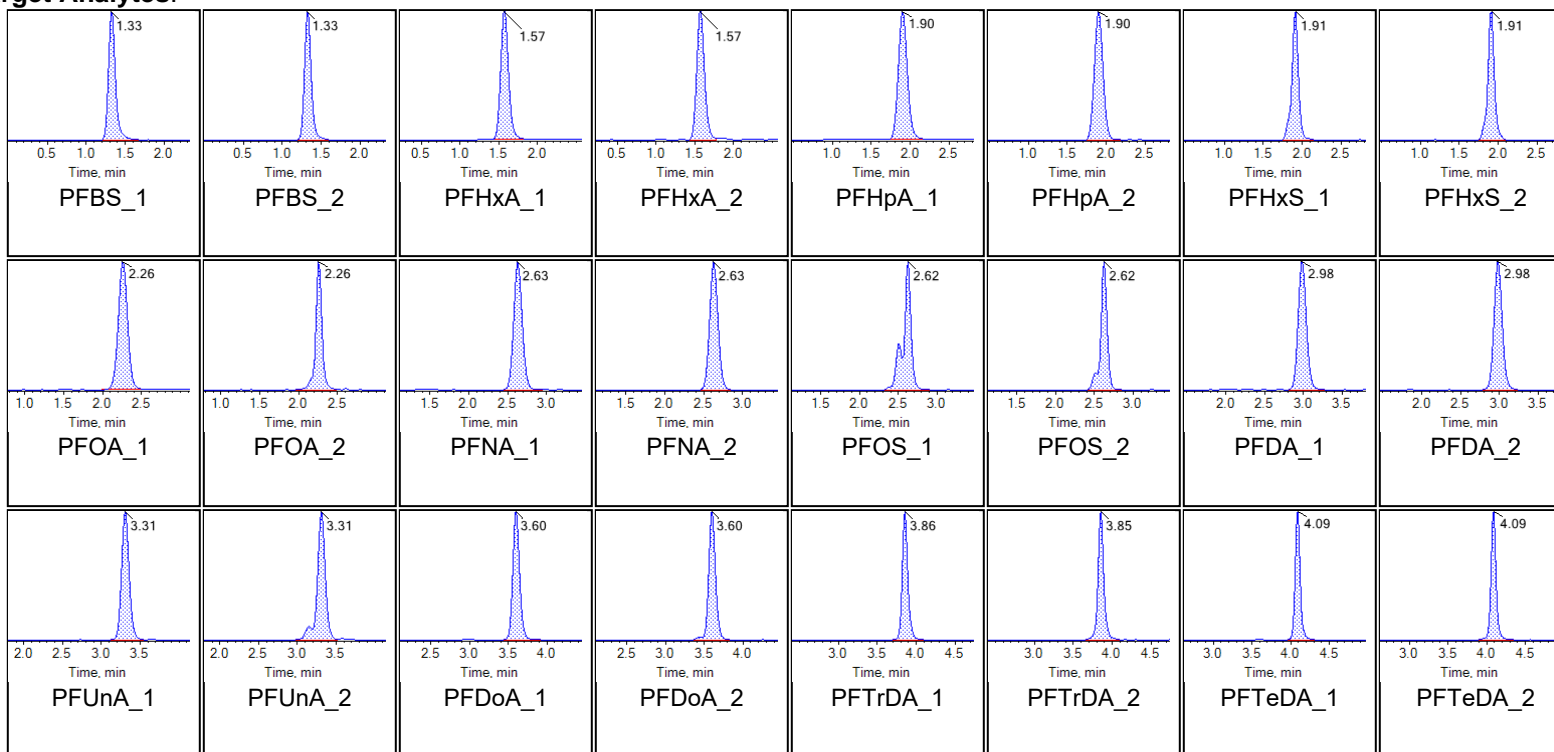 rget Analytes:
1.33 1.33 1.57 1.57 1.90 1.90 1.91 1.91
0.5 1.0 1.5 2.0 0.5 1.0 1.5 2.0 0.5 1.0 1.5 2.0 0.5 1.0 1.5 2.0 1.0 1.5 2.0 2.5 1.0 1.5 2.0 2.5 1.0 1.5 2.0 2.5 1.0 1.5 2.0 2.5
Time, min Time, min Time, min Time, min Time, min Time, min Time, min Time, min
PFBS_1 PFBS_2 PFHxA_1 PFHxA_2 PFHpA_1 PFHpA_2 PFHxS_1 PFHxS_2
2.26 2.26 2.63 2.63 2.62 2.62 2.98 2.98
1.0 1.5 2.0 2.5 1.0 1.5 2.0 2.5 1.5 2.0 2.5 3.0 1.5 2.0 2.5 3.0 1.5 2.0 2.5 3.0 1.5 2.0 2.5 3.0 2.0 2.5 3.0 3.5 2.0 2.5 3.0 3.5
Time, min Time, min Time, min Time, min Time, min Time, min Time, min Time, min
PFOA_1 PFOA_2 PFNA_1 PFNA_2 PFOS_1 PFOS_2 PFDA_1 PFDA_2
3.31 3.31 3.60 3.60 3.86 3.85 4.09 4.09
2.0 2.5 3.0 3.5 2.0 2.5 3.0 3.5 2.5 3.0 3.5 4.0 2.5 3.0 3.5 4.0 3.0 3.5 4.0 4.5 3.0 3.5 4.0 4.5 3.0 3.5 4.0 4.5 3.0 3.5 4.0 4.5
Time, min Time, min Time, min Time, min Time, min Time, min Time, min Time, min
PFUnA_1 PFUnA_2 PFDoA_1 PFDoA_2 PFTrDA_1 PFTrDA_2 PFTeDA_1 PFTeDA_2